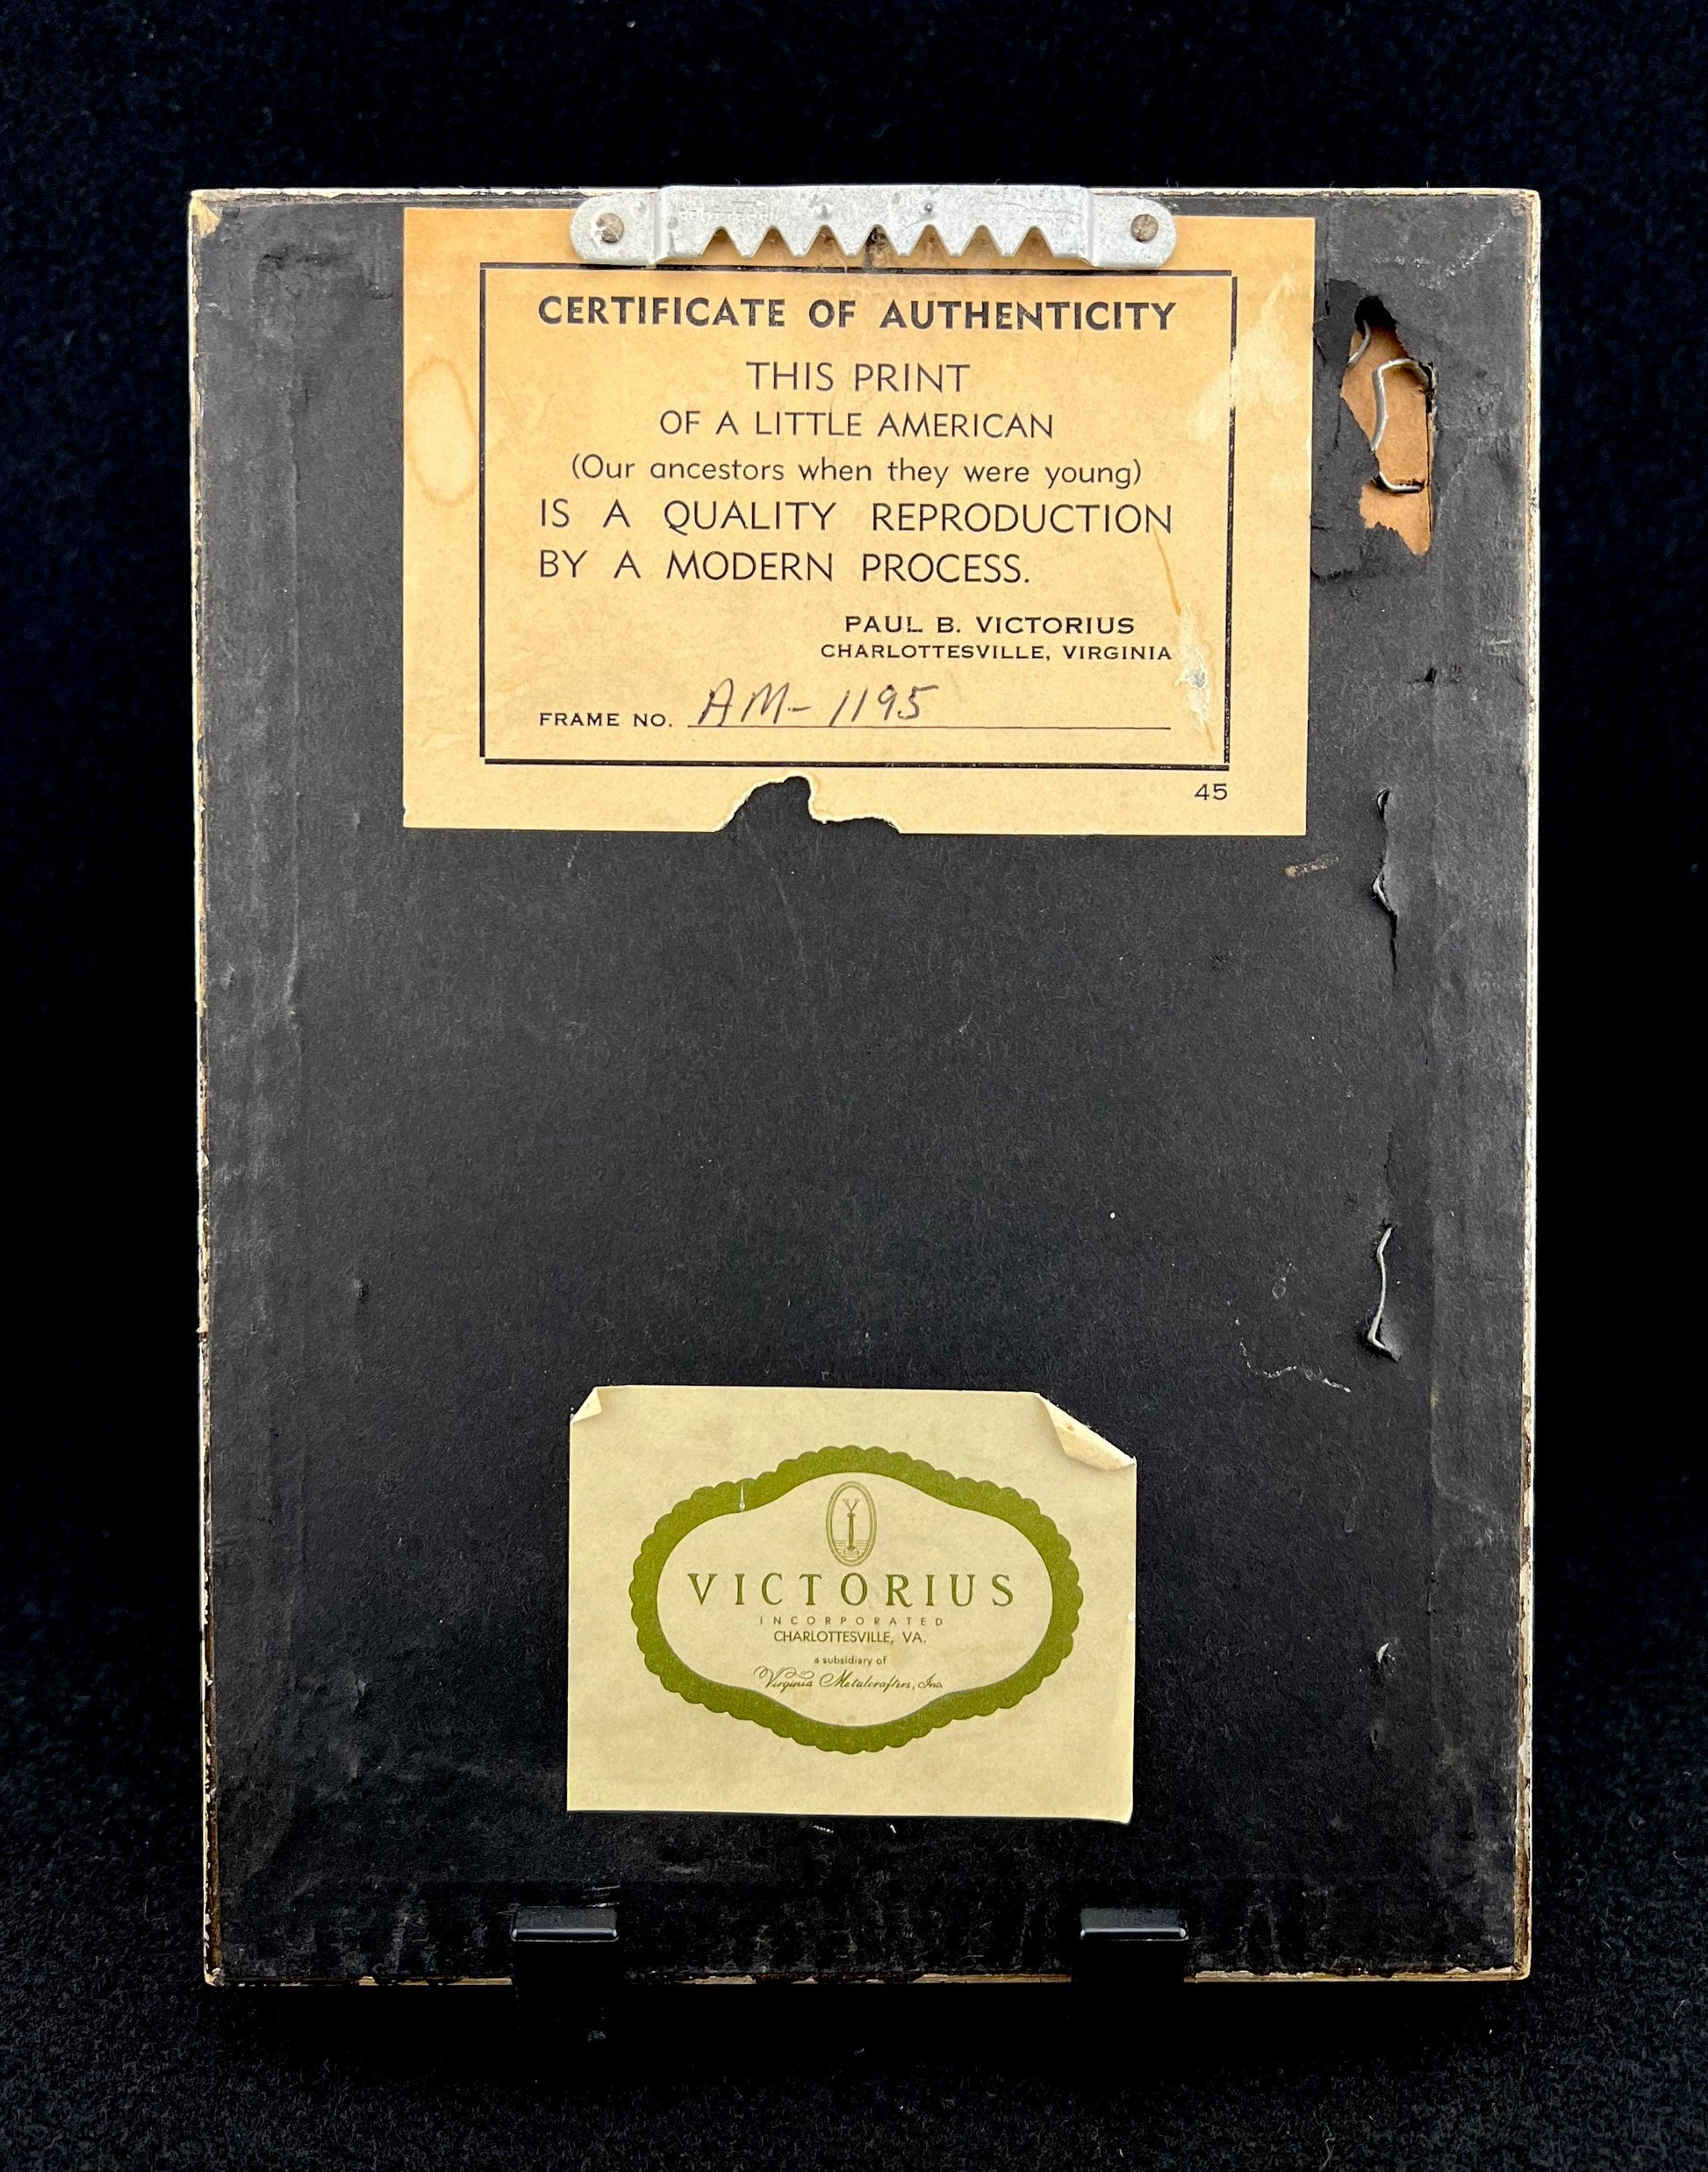 CERTIFICATE OF AUTHENTICITY
THIS PRINT
OF A LITTLE AMERICAN
(Our ancestors when they were young)
IS A QUALITY REPRODUCTION
BY A MODERN PROCESS.
PAUL B. VICTORIUS
CHARLOTTESVILLE, VIRGINIA
FRAME NO. AM-1195
45
VICTORIUS
INCORPORATED
CHARLOTTESVILLE, VA.
a subsidiary of
Virginia Metalcrafters, Inc.